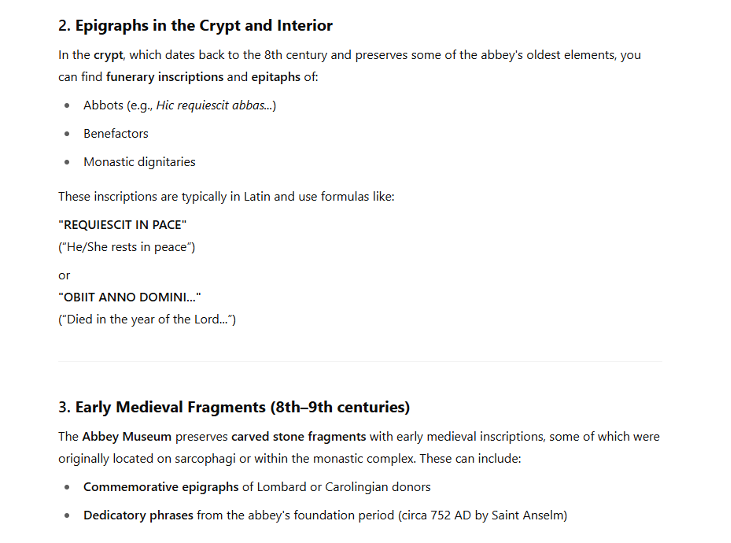 2. Epigraphs in the Crypt and Interior
In the crypt, which dates back to the 8th century and preserves some of the abbey's oldest elements, you
can find funerary inscriptions and epitaphs of:
• Abbots (e.g., Hic requiescit abbas...)
• Benefactors
• Monastic dignitaries
These inscriptions are typically in Latin and use formulas like:
"REQUIESCIT IN PACE"
("He/She rests in peace")
or
"OBIIT ANNO DOMINI..."
("Died in the year of the Lord...")
3. Early Medieval Fragments (8th–9th centuries)
The Abbey Museum preserves carved stone fragments with early medieval inscriptions, some of which were
originally located on sarcophagi or within the monastic complex. These can include:
• Commemorative epigraphs of Lombard or Carolingian donors
• Dedicatory phrases from the abbey's foundation period (circa 752 AD by Saint Anselm)